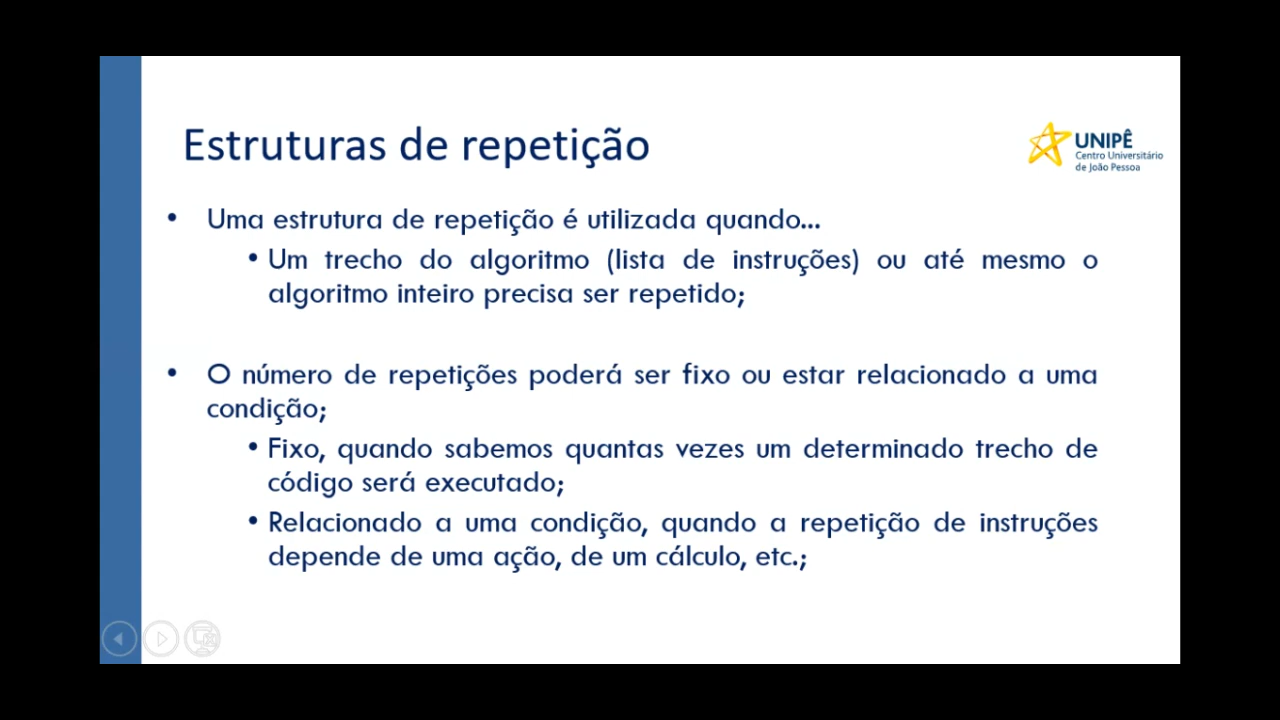 Estruturas de repetição
UNIPÊ
Centro Universitário
de João Pessoa
• Uma estrutura de repetição é utilizada quando...
• Um trecho do algoritmo (lista de instruções) ou até mesmo o
algoritmo inteiro precisa ser repetido;
• O número de repetições poderá ser fixo ou estar relacionado a uma
condição;
• Fixo, quando sabemos quantas vezes um determinado trecho de
código será executado;
• Relacionado a uma condição, quando a repetição de instruções
depende de uma ação, de um cálculo, etc.;